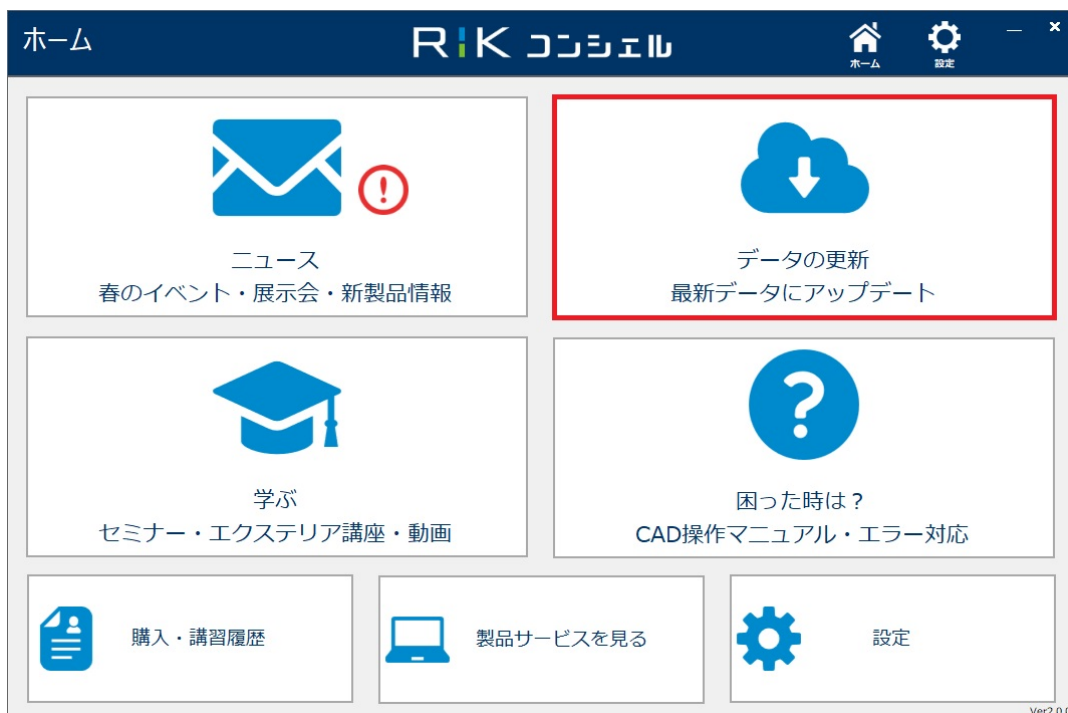 ホーム
RIK コンシェル
ホーム
設定
ニュース
春のイベント・展示会・新製品情報
データの更新
最新データにアップデート
学ぶ
セミナー・エクステリア講座・動画
困った時は?
CAD操作マニュアル・エラー対応
購入・講習履歴
製品サービスを見る
設定